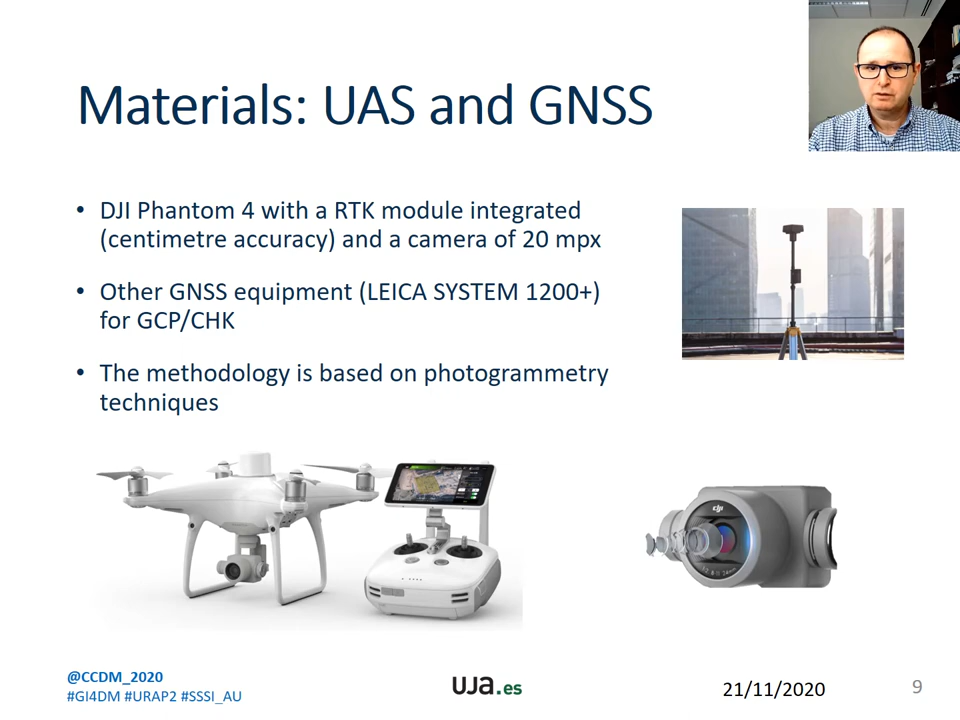 Materials: UAS and GNSS
• DJI Phantom 4 with a RTK module integrated
(centimetre accuracy) and a camera of 20 mpx
• Other GNSS equipment (LEICA SYSTEM 1200+)
for GCP/CHK
• The methodology is based on photogrammetry
techniques
dji
@CCDM_2020
#GI4DM #URAP2 #SSSI_AU
uja.es
21/11/2020
9